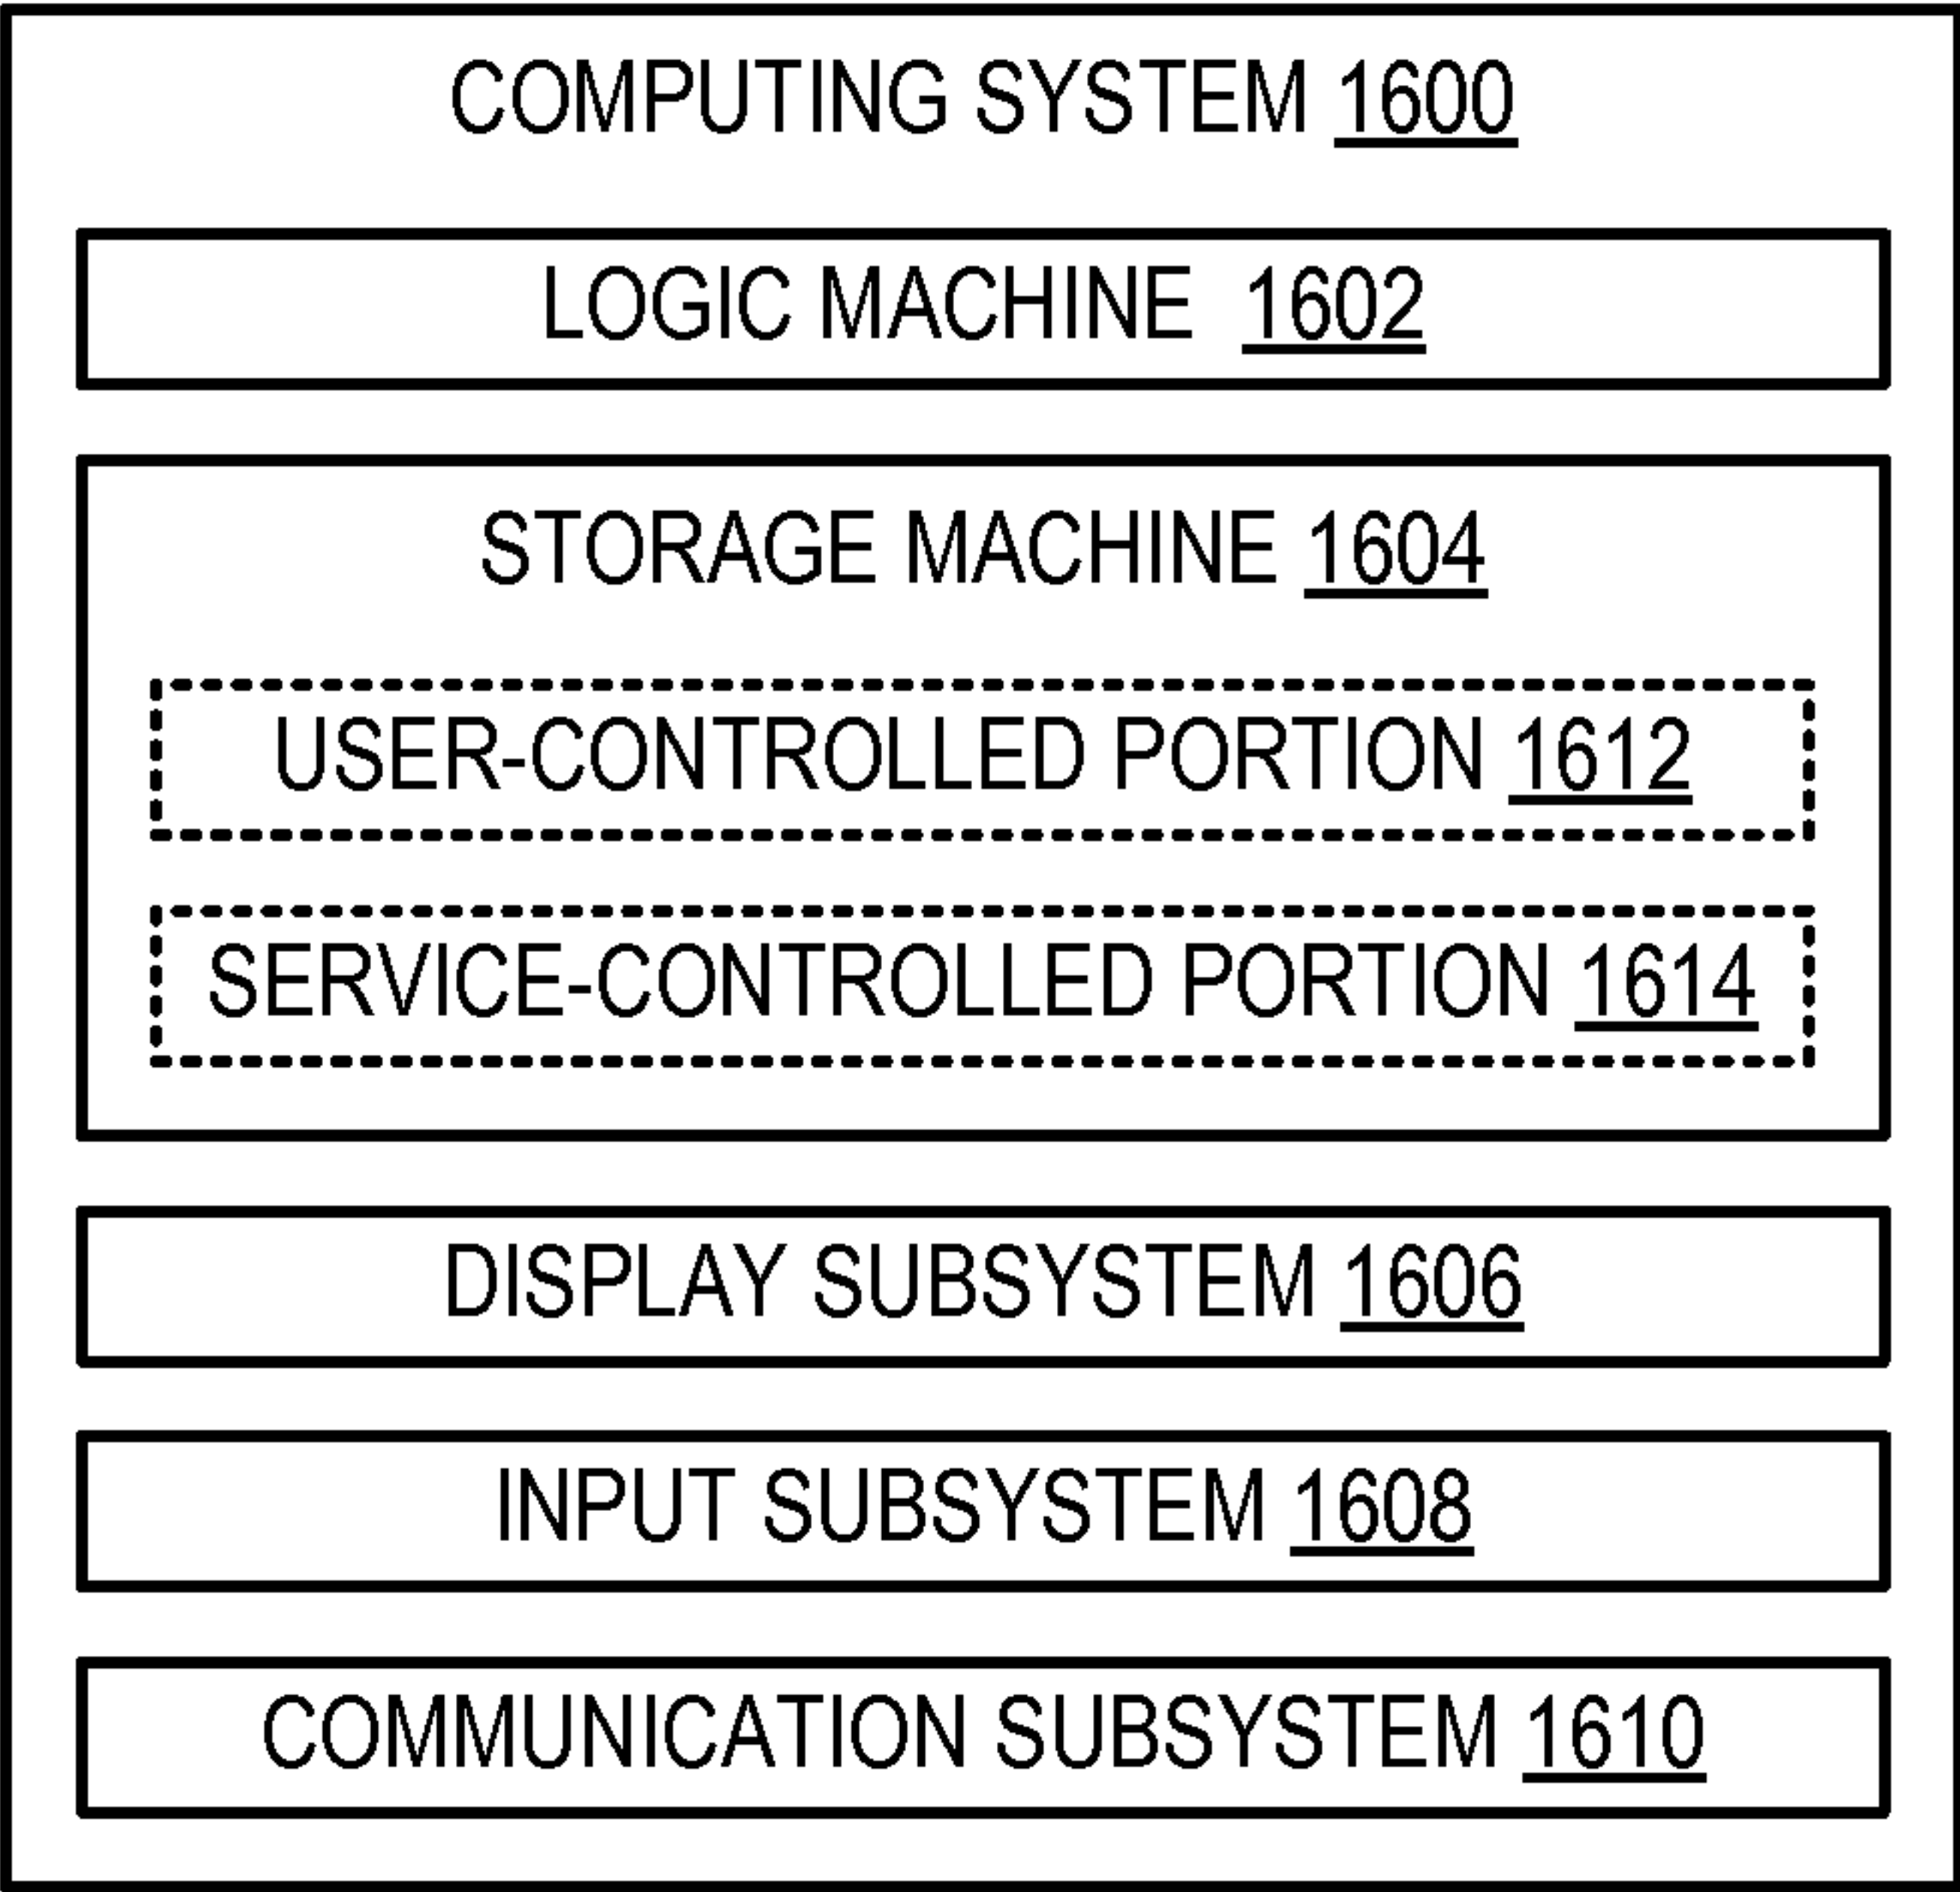 COMPUTING SYSTEM 1600
LOGIC MACHINE 1602
STORAGE MACHINE 1604
USER-CONTROLLED PORTION 1612
SERVICE-CONTROLLED PORTION 1614
DISPLAY SUBSYSTEM 1606
INPUT SUBSYSTEM 1608
COMMUNICATION SUBSYSTEM 1610